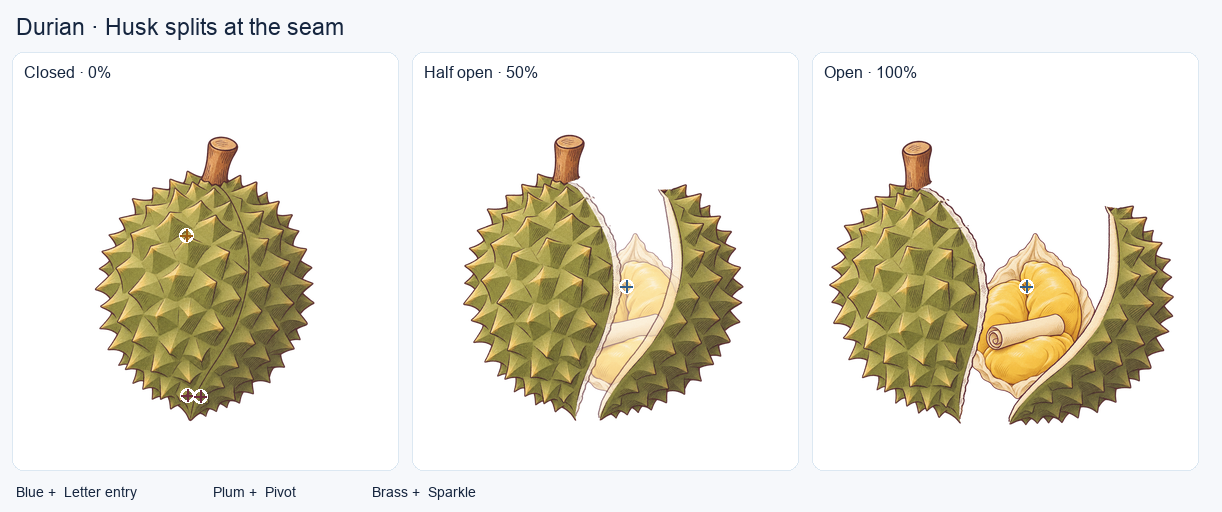 Durian · Husk splits at the seam
Closed · 0%
Half open · 50%
Open · 100%
Blue + Letter entry
Plum + Pivot
Brass + Sparkle